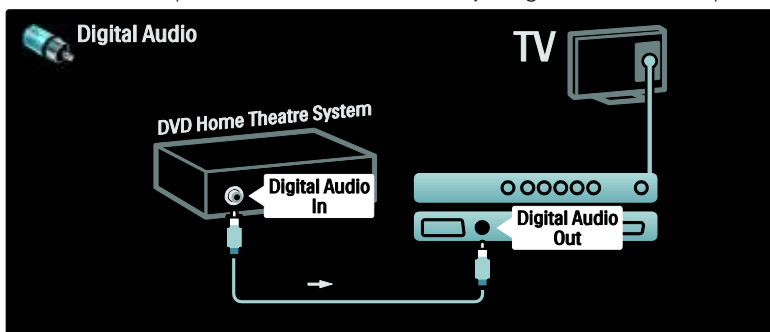 Digital Audio
TV
DVD Home Theatre System
Digital Audio
In
Digital Audio
Out